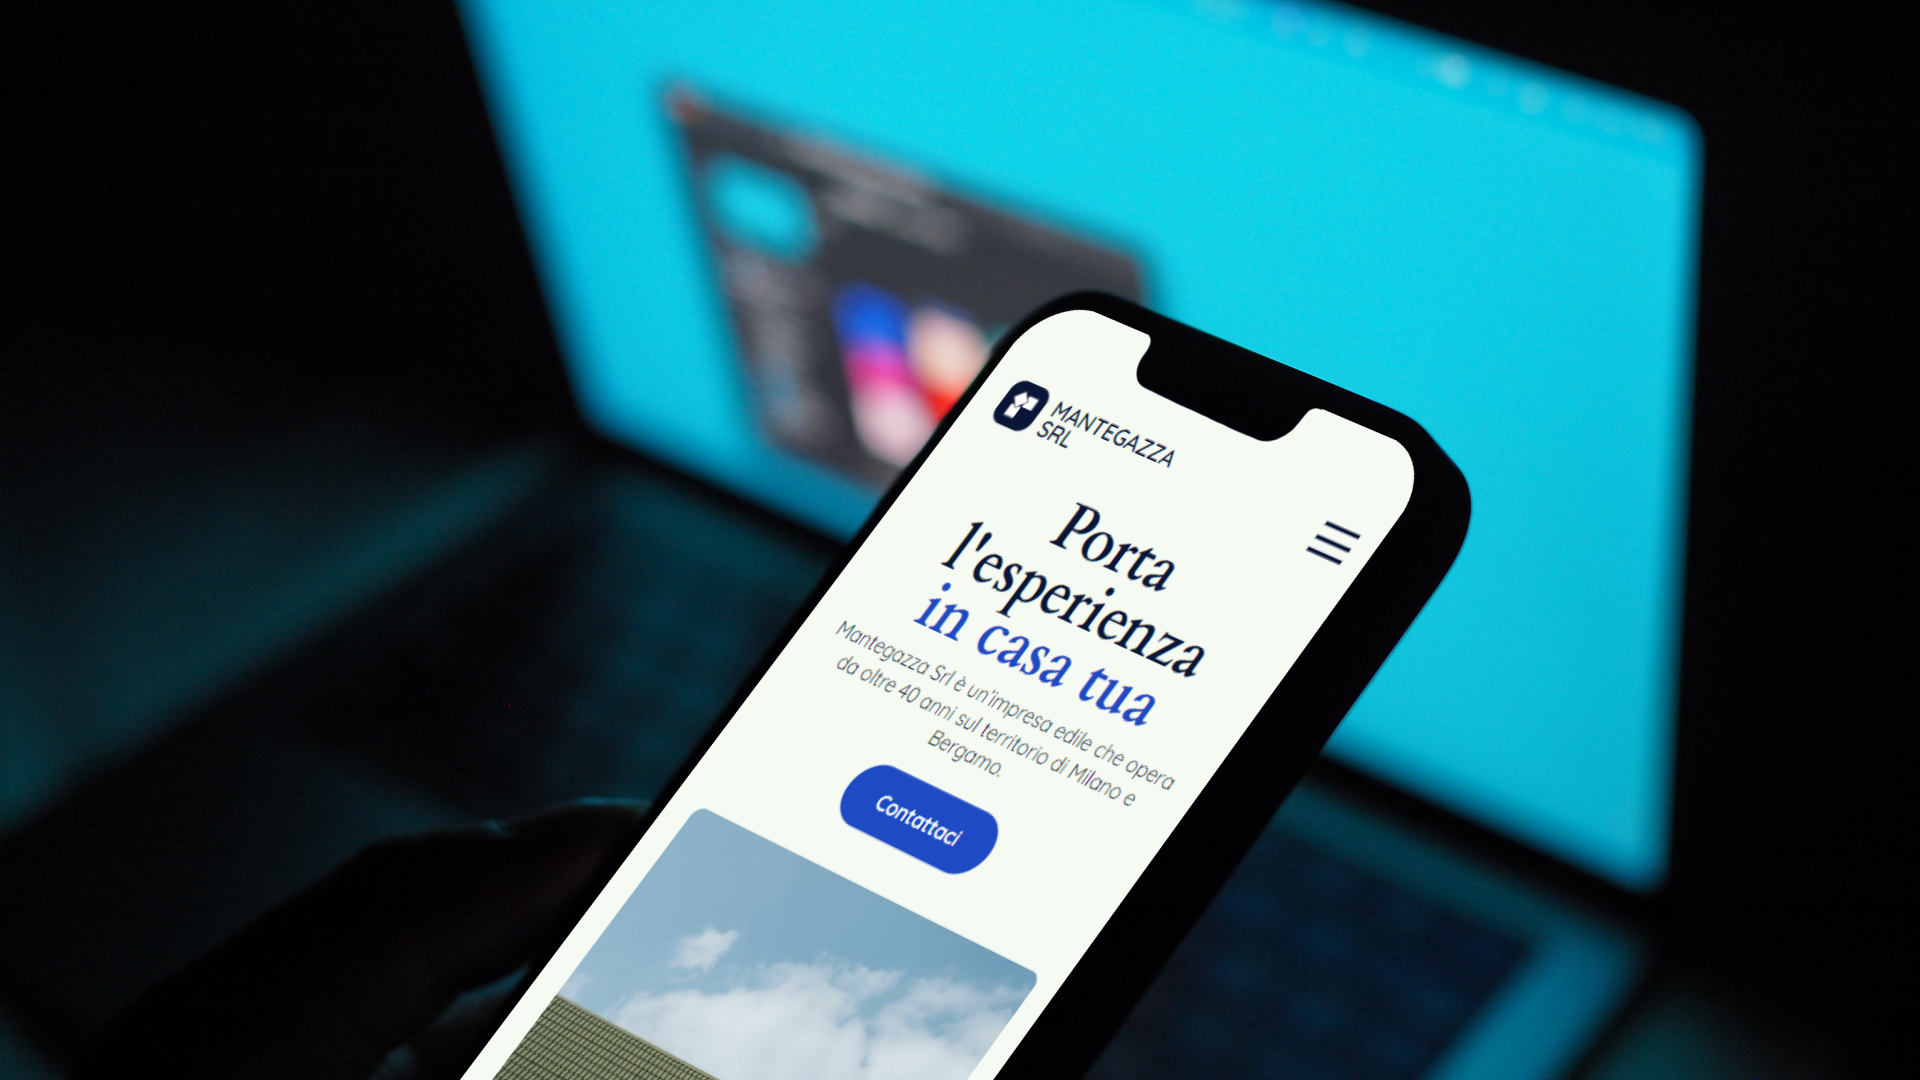 MANTEGAZZA
SRL
Porta
l'esperienza
in casa tua
Mantegazza Srl è un'impresa edile che opera
da oltre 40 anni sul territorio di Milano e
Bergamo.
Contattaci